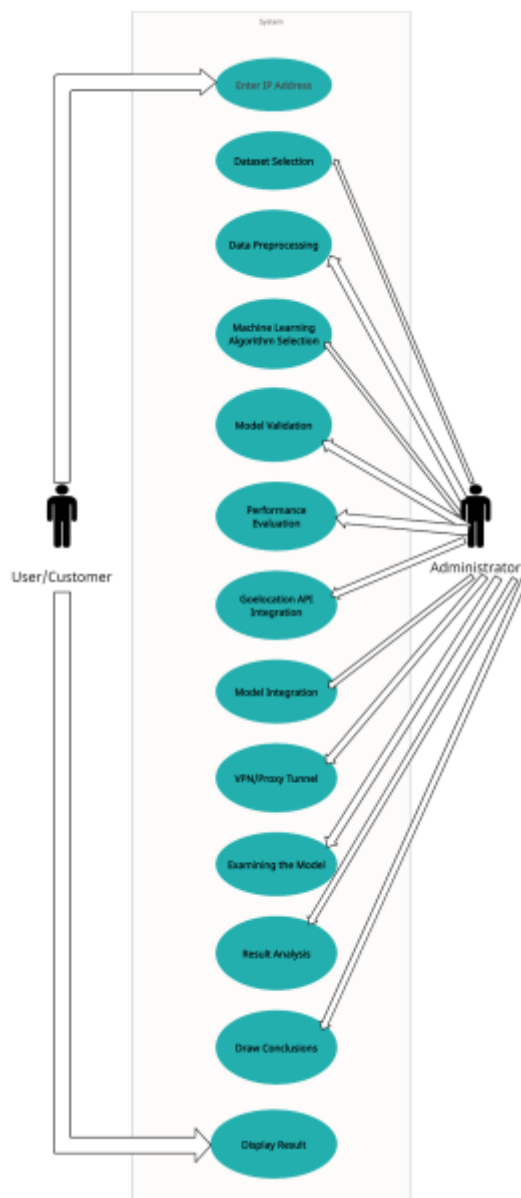 System
Enter IP Address
Dataset Selection
Data Preprocessing
Machine Learning
Algorithm Selection
Model Validation
Performance
Evaluation
User/Customer
Administrator
Goelocation API
Integration
Model Integration
VPN/Proxy Tunnel
Examining the Model
Result Analysis
Draw Conclusions
Display Result